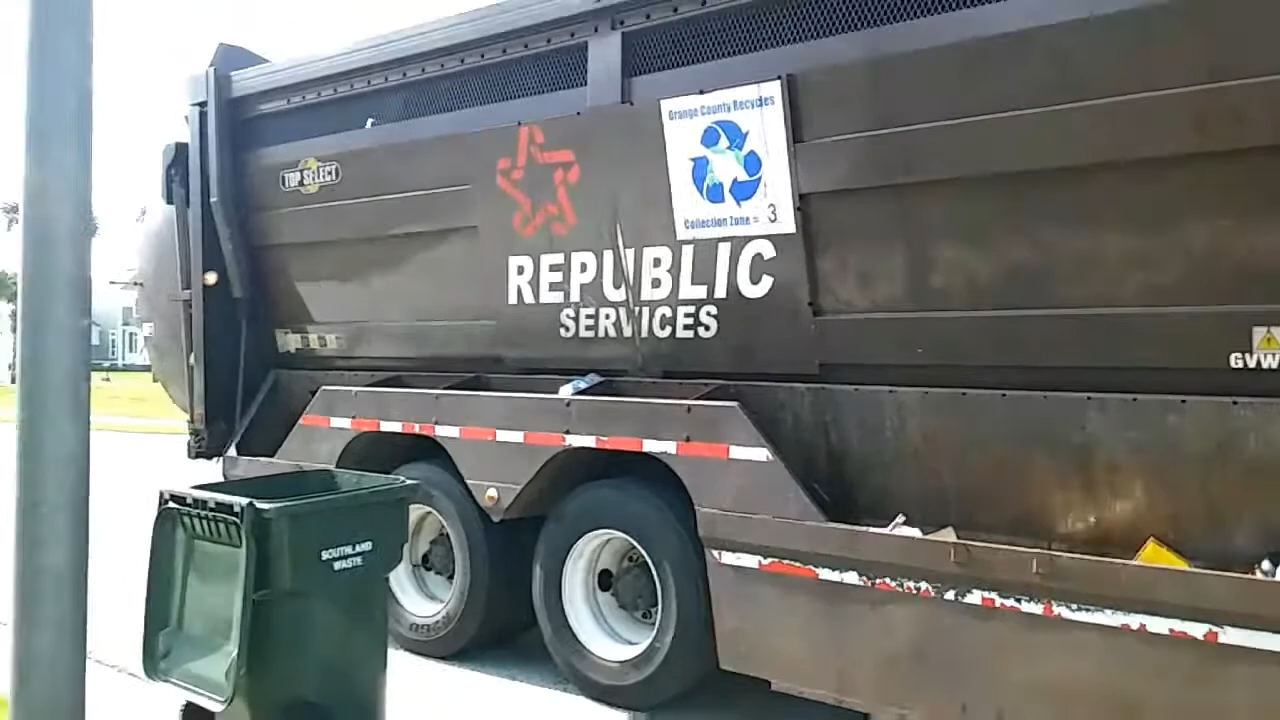 Orange County Recycles
TOP SELECT
Collection Zone = 3
REPUBLIC
SERVICES
GVW
SOUTHLAND
WASTE